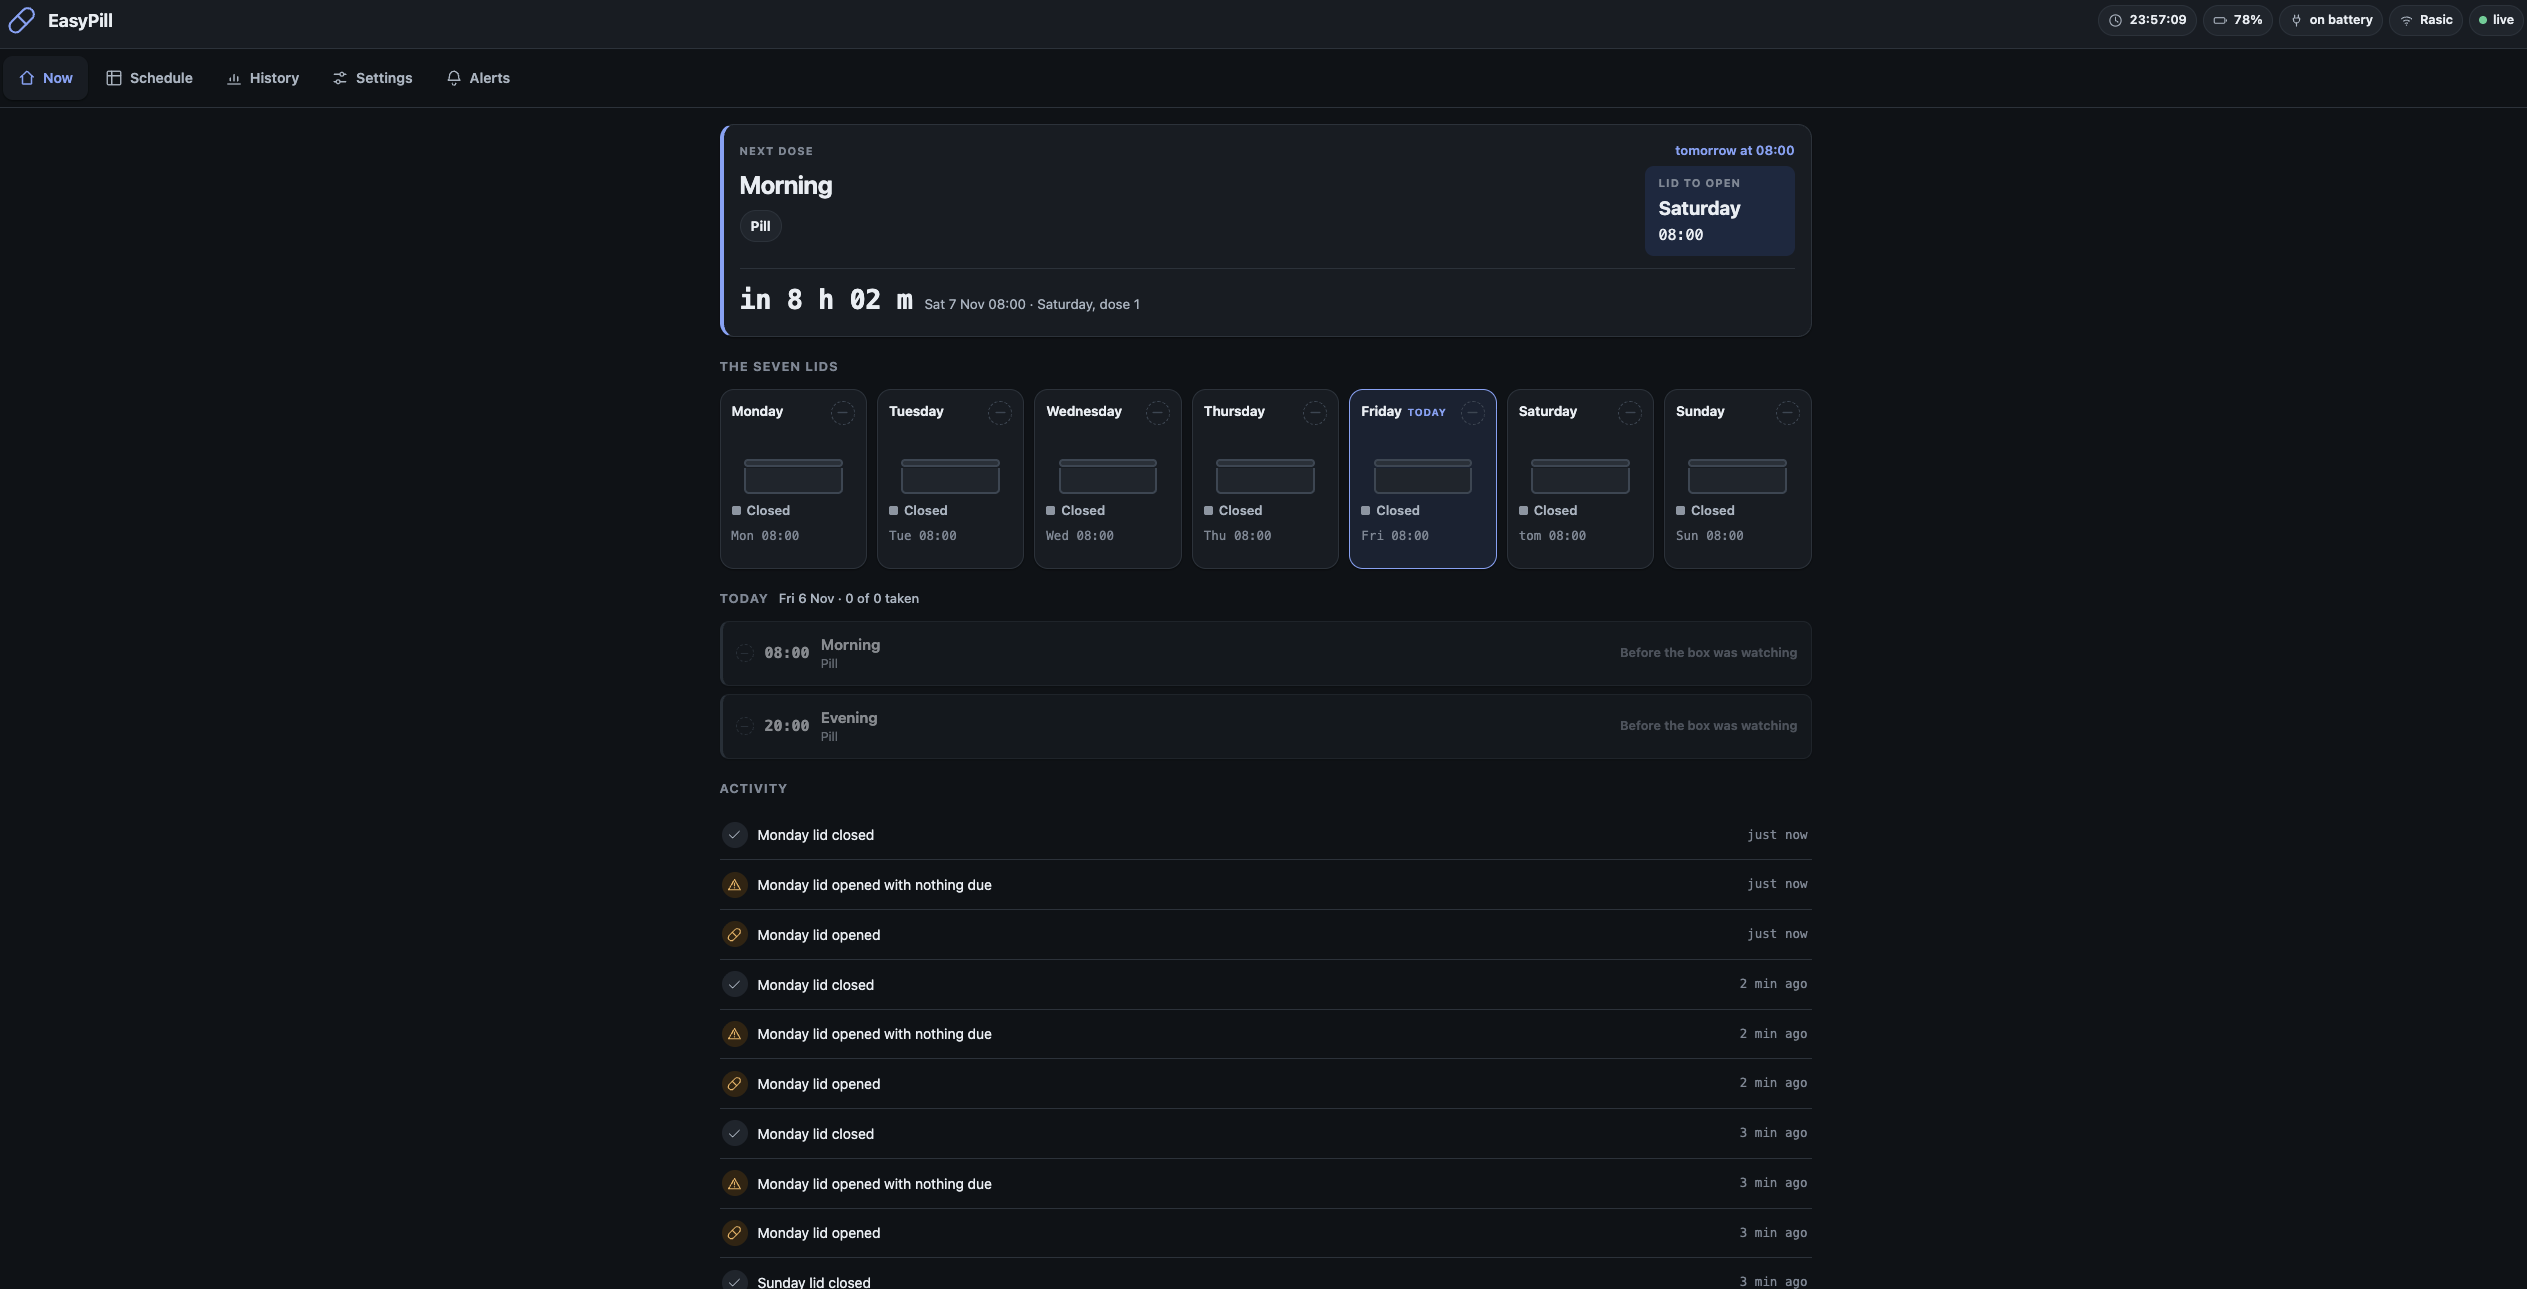 EasyPill
23:57:09
78%
on battery
Rasic
live
Now
Schedule
History
Settings
Alerts
NEXT DOSE
tomorrow at 08:00
Morning
Pill
LID TO OPEN
Saturday
08:00
in 8 h 02 m Sat 7 Nov 08:00 · Saturday, dose 1
THE SEVEN LIDS
Monday
Closed
Mon 08:00
Tuesday
Closed
Tue 08:00
Wednesday
Closed
Wed 08:00
Thursday
Closed
Thu 08:00
Friday TODAY
Closed
Fri 08:00
Saturday
Closed
tom 08:00
Sunday
Closed
Sun 08:00
TODAY Fri 6 Nov · 0 of 0 taken
08:00 Morning
Pill
Before the box was watching
20:00 Evening
Pill
Before the box was watching
ACTIVITY
Monday lid closed just now
Monday lid opened with nothing due just now
Monday lid opened just now
Monday lid closed 2 min ago
Monday lid opened with nothing due 2 min ago
Monday lid opened 2 min ago
Monday lid closed 3 min ago
Monday lid opened with nothing due 3 min ago
Monday lid opened 3 min ago
Sunday lid closed 3 min ago